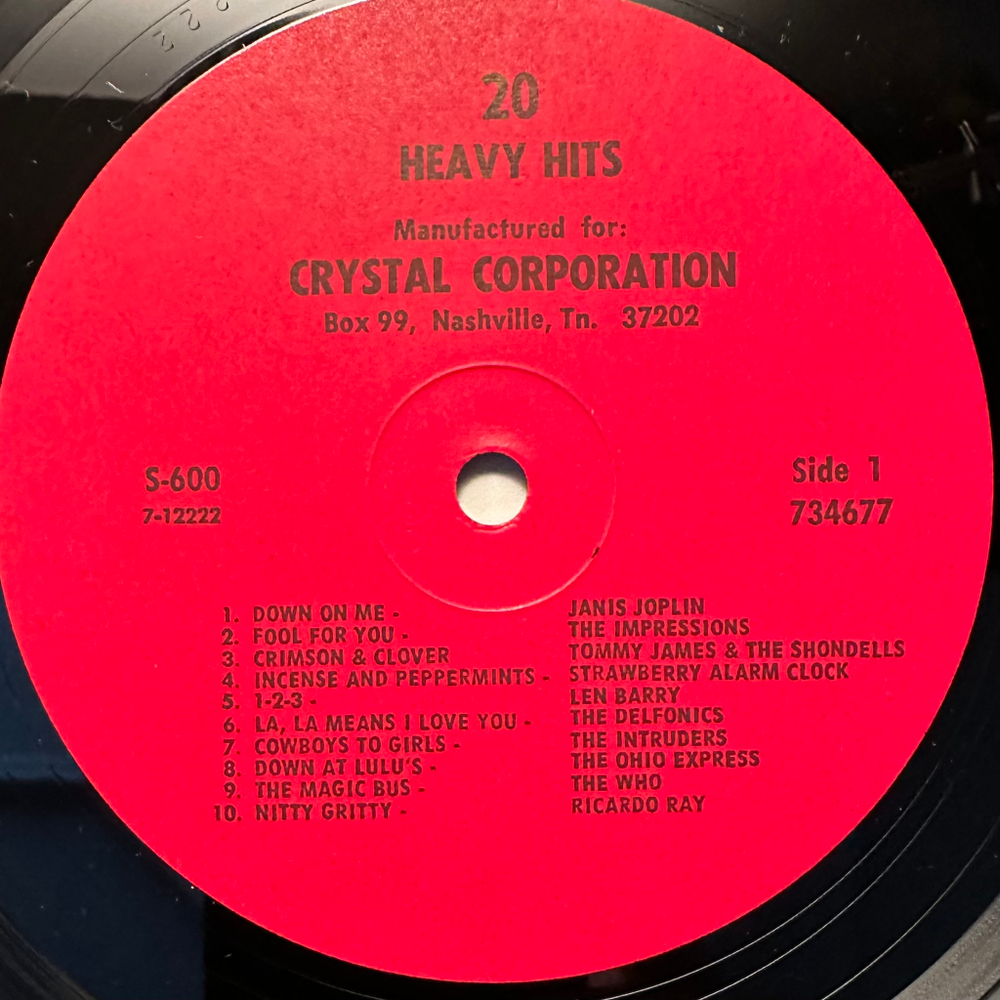 20
HEAVY HITS
Manufactured for:
CRYSTAL CORPORATION
Box 99, Nashville, Tn. 37202
S-600
7-12222
Side 1
734677
1. DOWN ON ME - JANIS JOPLIN
2. FOOL FOR YOU - THE IMPRESSIONS
3. CRIMSON & CLOVER TOMMY JAMES & THE SHONDELLS
4. INCENSE AND PEPPERMINTS - STRAWBERRY ALARM CLOCK
5. 1-2-3 - LEN BARRY
6. LA, LA MEANS I LOVE YOU - THE DELFONICS
7. COWBOYS TO GIRLS - THE INTRUDERS
8. DOWN AT LULU'S - THE OHIO EXPRESS
9. THE MAGIC BUS - THE WHO
10. NITTY GRITTY - RICARDO RAY